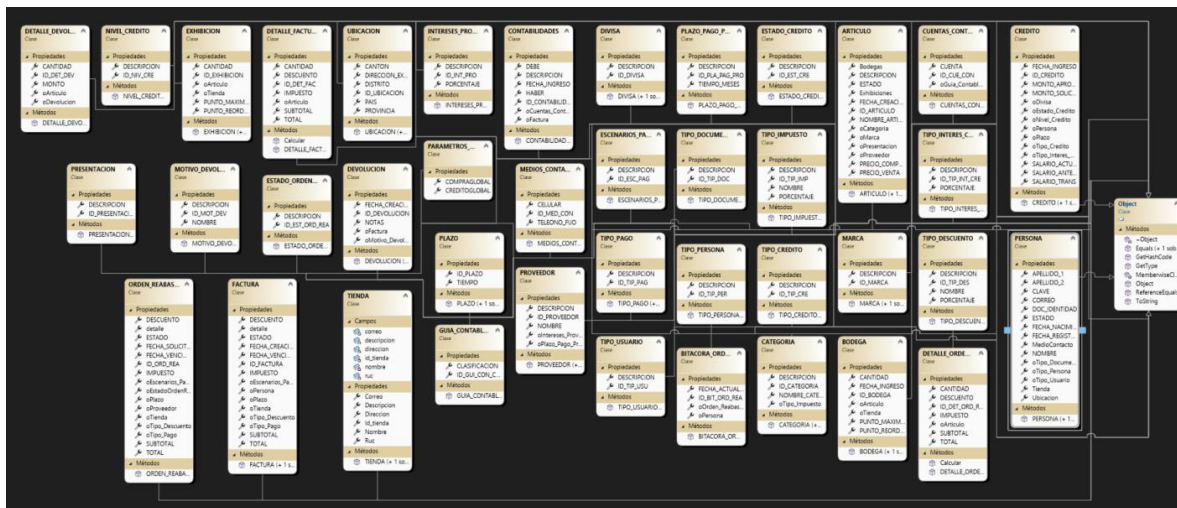 DETALLE_DEVOL...
Clase
Propiedades
CANTIDAD
ID_DET_DEV
MONTO
oArticulo
oDevolucion
Métodos
DETALLE_DEVO...
NIVEL_CREDITO
Clase
Propiedades
DESCRIPCION
ID_NIV_CRE
Métodos
NIVEL_CREDIT...
EXHIBICION
Clase
Propiedades
CANTIDAD
ID_EXHIBICION
oArticulo
oTienda
PUNTO_MAXIM...
PUNTO_REORD...
Métodos
EXHIBICION (+...
DETALLE_FACTU...
Clase
Propiedades
CANTIDAD
DESCUENTO
ID_DET_FAC
IMPUESTO
oArticulo
SUBTOTAL
TOTAL
Métodos
Calcular
DETALLE_FACT...
UBICACION
Clase
Propiedades
CANTON
DIRECCION_EX...
DISTRITO
ID_UBICACION
PAIS
PROVINCIA
Métodos
UBICACION (+...
INTERESES_PRO...
Clase
Propiedades
DESCRIPCION
ID_INT_PRO
PORCENTAJE
Métodos
INTERESES_PR...
CONTABILIDADES
Clase
Propiedades
DEBE
DESCRIPCION
FECHA_INGRESO
HABER
ID_CONTABILID...
oCuentas_Cont...
oFactura
Métodos
CONTABILIDAD...
DIVISA
Clase
Propiedades
DESCRIPCION
ID_DIVISA
Métodos
DIVISA (+ 1 so...
PLAZO_PAGO_P...
Clase
Propiedades
DESCRIPCION
ID_PLA_PAG_PRO
TIEMPO_MESES
Métodos
PLAZO_PAGO_...
ESTADO_CREDITO
Clase
Propiedades
DESCRIPCION
ID_EST_CRE
Métodos
ESTADO_CREDI...
ARTICULO
Clase
Propiedades
Bodegas
DESCRIPCION
ESTADO
Exhibiciones
FECHA_CREAC...
ID_ARTICULO
NOMBRE_ARTI...
oCategoria
oMarca
oPresentacion
oProveedor
PRECIO_COMP...
PRECIO_VENTA
Métodos
ARTICULO (+ 1...
CUENTAS_CONT...
Clase
Propiedades
CUENTA
ID_CUE_CON
oGuia_Contabl...
Métodos
CUENTAS_CON...
CREDITO
Clase
Propiedades
FECHA_INGRESO
ID_CREDITO
MONTO_APRO...
MONTO_SOLIC...
oDivisa
oEstado_Credito
oNivel_Credito
oPersona
oPlazo
oTipo_Credito
oTipo_Interes_...
SALARIO_ACTU...
SALARIO_ANTE...
SALARIO_TRANS
Métodos
CREDITO (+ 1 s...
PRESENTACION
Clase
Propiedades
DESCRIPCION
ID_PRESENTACI...
Métodos
PRESENTACION...
MOTIVO_DEVOL...
Clase
Propiedades
DESCRIPCION
ID_MOT_DEV
NOMBRE
Métodos
MOTIVO_DEVO...
ESTADO_ORDEN...
Clase
Propiedades
DESCRIPCION
ID_EST_ORD_REA
Métodos
ESTADO_ORDE...
DEVOLUCION
Clase
Propiedades
FECHA_CREACI...
ID_DEVOLUCION
NOTAS
oFactura
oMotivo_Devol...
Métodos
DEVOLUCION (...
PARAMETROS_...
Clase
Propiedades
COMPRAGLOBAL
CREDITOGLOBAL
MEDIOS_CONTA...
Clase
Propiedades
CELULAR
ID_MED_CON
TELEONO_FIJO
Métodos
MEDIOS_CONT...
ESCENARIOS_PA...
Clase
Propiedades
DESCRIPCION
ID_ESC_PAG
Métodos
ESCENARIOS_P...
TIPO_DOCUME...
Clase
Propiedades
DESCRIPCION
ID_TIP_DOC
Métodos
TIPO_DOCUME...
TIPO_IMPUESTO
Clase
Propiedades
DESCRIPCION
ID_TIP_IMP
NOMBRE
PORCENTAJE
Métodos
TIPO_IMPUEST...
TIPO_INTERES_C...
Clase
Propiedades
DESCRIPCION
ID_TIP_INT_CRE
PORCENTAJE
Métodos
TIPO_INTERES_...
Object
Clase
Métodos
~Object
Equals (+ 1 sob...
GetHashCode
GetType
MemberwiseCl...
Object
ReferenceEquals
ToString
ORDEN_REABAS...
Clase
Propiedades
DESCUENTO
detalle
ESTADO
FECHA_SOLICIT...
FECHA_VENCI...
ID_ORD_REA
IMPUESTO
oEscenarios_Pa...
oEstadoOrdenR...
oPlazo
oProveedor
oTienda
oTipo_Descuento
oTipo_Pago
SUBTOTAL
TOTAL
Métodos
ORDEN_REABA...
FACTURA
Clase
Propiedades
DESCUENTO
detalle
ESTADO
FECHA_CREACI...
FECHA_VENCI...
ID_FACTURA
IMPUESTO
oEscenarios_Pa...
oPersona
oPlazo
oTienda
oTipo_Descuento
oTipo_Pago
SUBTOTAL
TOTAL
Métodos
FACTURA (+ 1 s...
TIENDA
Clase
Campos
correo
descripcion
direccion
id_tienda
nombre
ruc
Propiedades
Correo
Descripcion
Direccion
Id_tienda
Nombre
Ruc
Métodos
TIENDA (+ 1 so...
PLAZO
Clase
Propiedades
ID_PLAZO
TIEMPO
Métodos
PLAZO (+ 1 so...
GUIA_CONTABL...
Clase
Propiedades
CLASIFICACION
ID_GUI_CON_C...
Métodos
GUIA_CONTABL...
PROVEEDOR
Clase
Propiedades
DESCRIPCION
ID_PROVEEDOR
NOMBRE
oIntereses_Prov...
oPlazo_Pago_Pr...
Métodos
PROVEEDOR (+...
TIPO_PAGO
Clase
Propiedades
DESCRIPCION
ID_TIP_PAG
Métodos
TIPO_PAGO (+...
TIPO_PERSONA
Clase
Propiedades
DESCRIPCION
ID_TIP_PER
Métodos
TIPO_PERSONA...
TIPO_CREDITO
Clase
Propiedades
DESCRIPCION
ID_TIP_CRE
Métodos
TIPO_CREDITO...
MARCA
Clase
Propiedades
DESCRIPCION
ID_MARCA
Métodos
MARCA (+ 1 so...
TIPO_DESCUENTO
Clase
Propiedades
DESCRIPCION
ID_TIP_DES
NOMBRE
PORCENTAJE
Métodos
TIPO_DESCUEN...
PERSONA
Clase
Propiedades
APELLIDO_1
APELLIDO_2
CLAVE
CORREO
DOC_IDENTIDAD
ESTADO
FECHA_NACIMI...
FECHA_REGIST...
MedioContacto
NOMBRE
oTipo_Docume...
oTipo_Persona
oTipo_Usuario
Tienda
Ubicacion
Métodos
PERSONA (+ 1...
TIPO_USUARIO
Clase
Propiedades
DESCRIPCION
ID_TIP_USU
Métodos
TIPO_USUARIO...
BITACORA_ORD...
Clase
Propiedades
FECHA_ACTUAL...
ID_BIT_ORD_REA
oOrden_Reabas...
oPersona
Métodos
BITACORA_OR...
CATEGORIA
Clase
Propiedades
DESCRIPCION
ID_CATEGORIA
NOMBRE_CATE...
oTipo_Impuesto
Métodos
CATEGORIA (+...
BODEGA
Clase
Propiedades
CANTIDAD
FECHA_INGRESO
ID_BODEGA
oArticulo
oTienda
PUNTO_MAXIM...
PUNTO_REORD...
Métodos
BODEGA (+ 1 s...
DETALLE_ORDE...
Clase
Propiedades
CANTIDAD
DESCUENTO
ID_DET_ORD_R...
IMPUESTO
oArticulo
SUBTOTAL
TOTAL
Métodos
Calcular
DETALLE_ORDE...